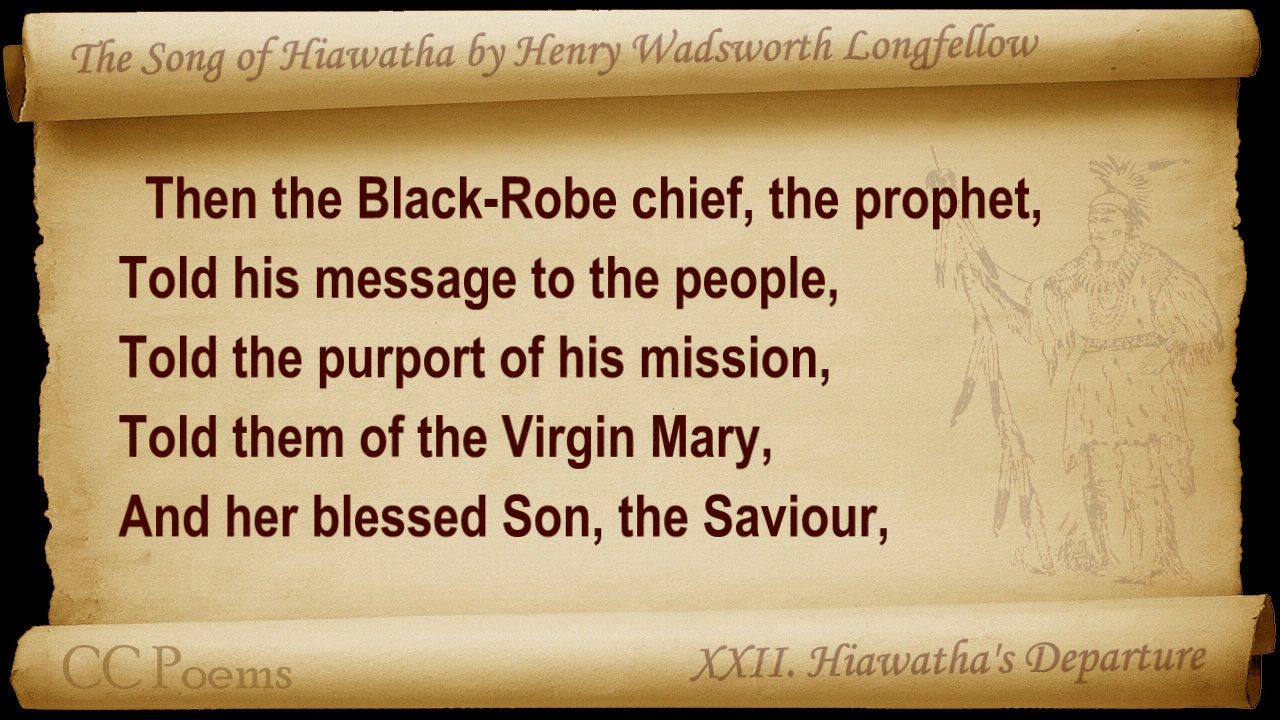 The Song of Hiawatha by Henry Wadsworth Longfellow
Then the Black-Robe chief, the prophet,
Told his message to the people,
Told the purport of his mission,
Told them of the Virgin Mary,
And her blessed Son, the Saviour,
CC Poems
XXII. Hiawatha's Departure